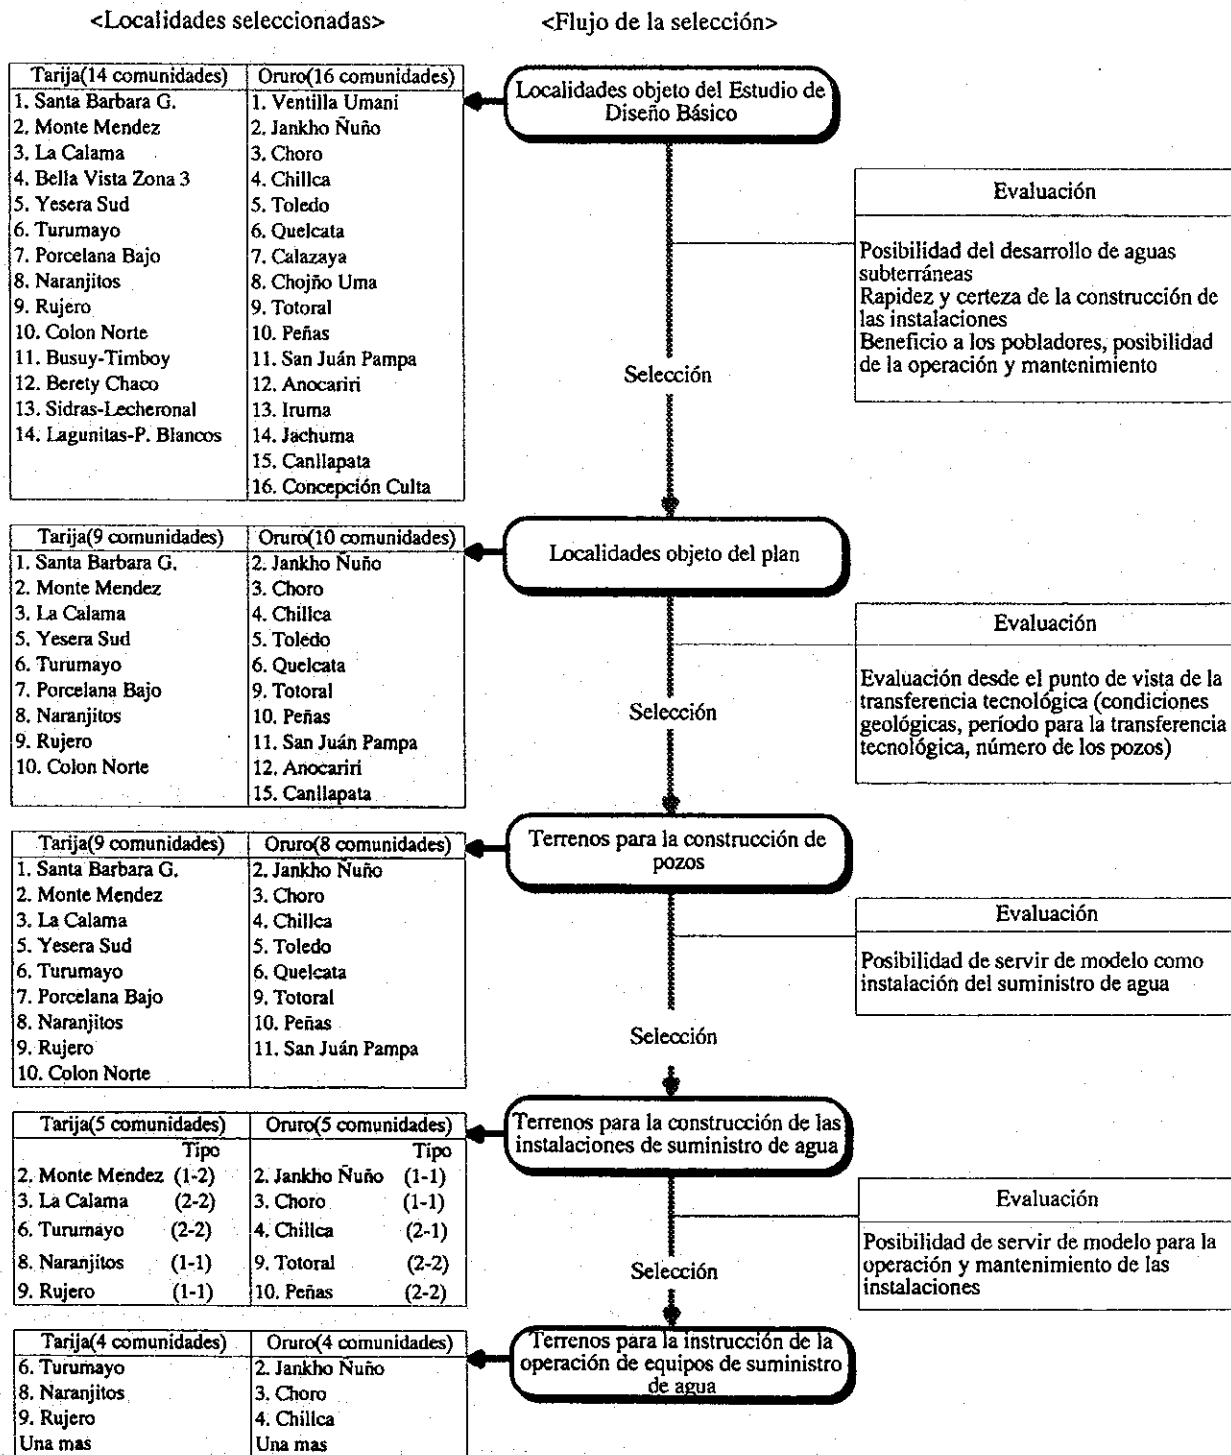 <Localidades seleccionadas>
<Flujo de la selección>
Tarija(14 comunidades) Oruro(16 comunidades)
1. Santa Barbara G. 1. Ventilla Umani
2. Monte Mendez 2. Jankho Ñuño
3. La Calama 3. Choro
4. Bella Vista Zona 3 4. Chillca
5. Yesera Sud 5. Toledo
6. Turumayo 6. Quelcata
7. Porcelana Bajo 7. Calazaya
8. Naranjitos 8. Chojño Uma
9. Rujero 9. Totoral
10. Colon Norte 10. Peñas
11. Busuy-Timboy 11. San Juán Pampa
12. Berety Chaco 12. Anocariri
13. Sidras-Lecheronal 13. Iruma
14. Lagunitas-P. Blancos 14. Jachuma
15. Canllapata
16. Concepción Culta
Localidades objeto del Estudio de
Diseño Básico
Evaluación
Posibilidad del desarrollo de aguas
subterráneas
Rapidez y certeza de la construcción de
las instalaciones
Beneficio a los pobladores, posibilidad
de la operación y mantenimiento
Selección
Tarija(9 comunidades) Oruro(10 comunidades)
1. Santa Barbara G. 2. Jankho Ñuño
2. Monte Mendez 3. Choro
3. La Calama 4. Chillca
5. Yesera Sud 5. Toledo
6. Turumayo 6. Quelcata
7. Porcelana Bajo 9. Totoral
8. Naranjitos 10. Peñas
9. Rujero 11. San Juán Pampa
10. Colon Norte 12. Anocariri
15. Canllapata
Localidades objeto del plan
Evaluación
Evaluación desde el punto de vista de la
transferencia tecnológica (condiciones
geológicas, período para la transferencia
tecnológica, número de los pozos)
Selección
Tarija(9 comunidades) Oruro(8 comunidades)
1. Santa Barbara G. 2. Jankho Ñuño
2. Monte Mendez 3. Choro
3. La Calama 4. Chillca
5. Yesera Sud 5. Toledo
6. Turumayo 6. Quelcata
7. Porcelana Bajo 9. Totoral
8. Naranjitos 10. Peñas
9. Rujero 11. San Juán Pampa
10. Colon Norte
Terrenos para la construcción de
pozos
Evaluación
Posibilidad de servir de modelo como
instalación del suministro de agua
Selección
Tarija(5 comunidades) Oruro(5 comunidades)
Tipo Tipo
2. Monte Mendez (1-2) 2. Jankho Ñuño (1-1)
3. La Calama (2-2) 3. Choro (1-1)
6. Turumayo (2-2) 4. Chillca (2-1)
8. Naranjitos (1-1) 9. Totoral (2-2)
9. Rujero (1-1) 10. Peñas (2-2)
Terrenos para la construcción de las
instalaciones de suministro de agua
Evaluación
Posibilidad de servir de modelo para la
operación y mantenimiento de las
instalaciones
Selección
Tarija(4 comunidades) Oruro(4 comunidades)
6. Turumayo 2. Jankho Ñuño
8. Naranjitos 3. Choro
9. Rujero 4. Chillca
Una mas Una mas
Terrenos para la instrucción de la
operación de equipos de suministro
de agua